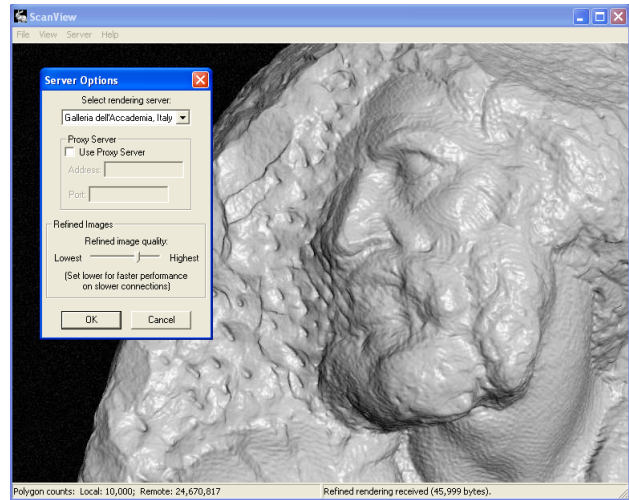 ScanView
File View Server Help
Server Options
Select rendering server:
Galleria dell'Accademia, Italy
Proxy Server
Use Proxy Server
Address:
Port:
Refined Images
Refined image quality:
Lowest Highest
(Set lower for faster performance
on slower connections)
OK Cancel
Polygon counts: Local: 10,000; Remote: 24,670,817 Refined rendering received (45,999 bytes).